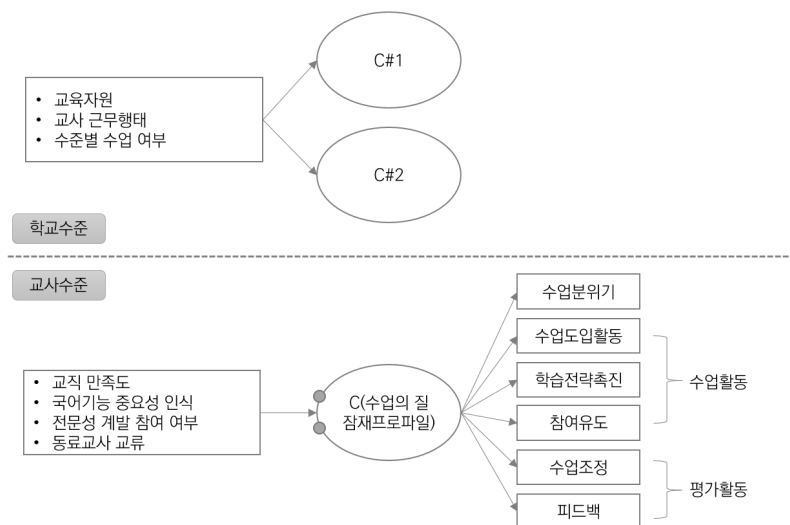 C#1
• 교육자원
• 교사 근무행태
• 수준별 수업 여부
C#2
학교수준
교사수준
수업분위기
수업도입활동
학습전략촉진
참여유도
수업조정
피드백
수업활동
평가활동
• 교직 만족도
• 국어기능 중요성 인식
• 전문성 계발 참여 여부
• 동료교사 교류
C(수업의 질
잠재프로파일)